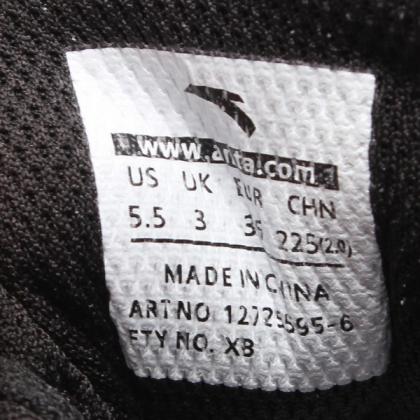 www.anta.com
US UK EUR CHN
5.5 3 225(2.0)
MADE IN CHINA
ART NO.
FTY NO. XB